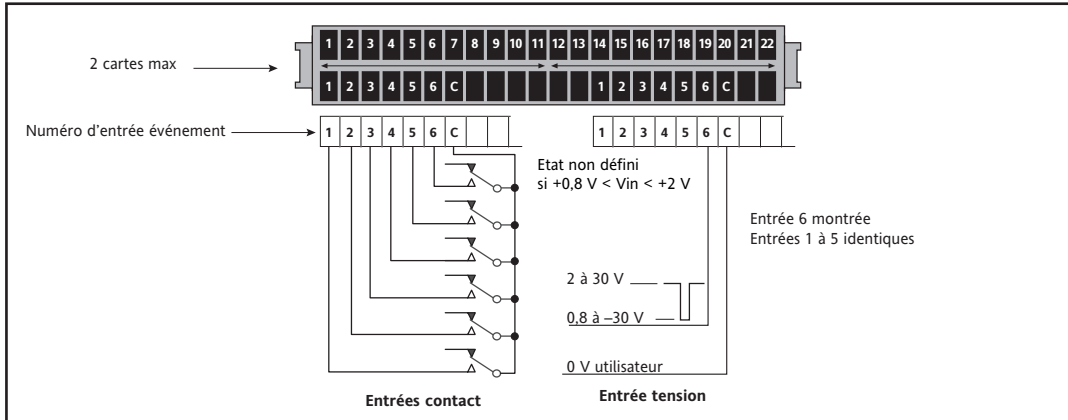 1 2 3 4 5 6 7 8 9 10 11 12 13 14 15 16 17 18 19 20 21 22
2 cartes max
1 2 3 4 5 6 C 1 2 3 4 5 6 C
Numéro d'entrée événement
1 2 3 4 5 6 C 1 2 3 4 5 6 C
Etat non défini
si +0,8 V < Vin < +2 V
Entrée 6 montrée
Entrées 1 à 5 identiques
2 à 30 V
0,8 à –30 V
0 V utilisateur
Entrées contact
Entrée tension